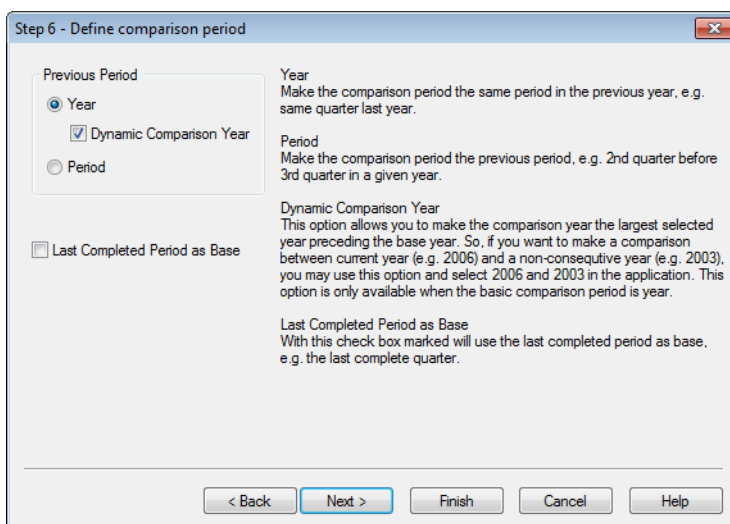 Step 6 - Define comparison period
Previous Period
Year
Dynamic Comparison Year
Period
Last Completed Period as Base
Year
Make the comparison period the same period in the previous year, e.g.
same quarter last year.
Period
Make the comparison period the previous period, e.g. 2nd quarter before
3rd quarter in a given year.
Dynamic Comparison Year
This option allows you to make the comparison year the largest selected
year preceding the base year. So, if you want to make a comparison
between current year (e.g. 2006) and a non-consequtive year (e.g. 2003),
you may use this option and select 2006 and 2003 in the application. This
option is only available when the basic comparison period is year.
Last Completed Period as Base
With this check box marked will use the last completed period as base,
e.g. the last complete quarter.
< Back Next > Finish Cancel Help